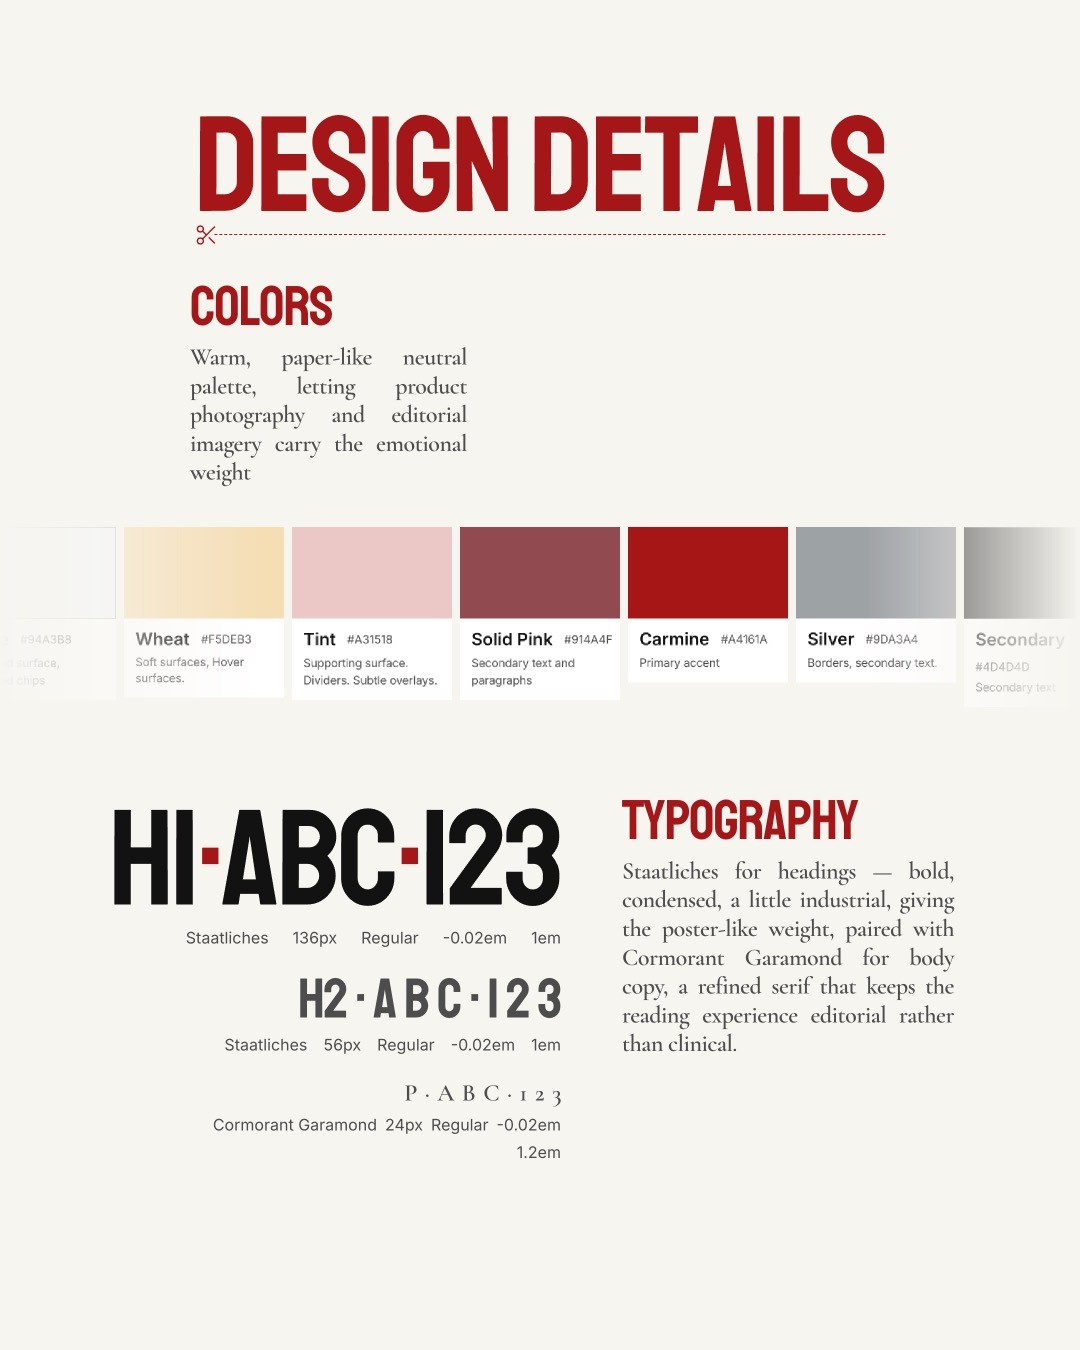 DESIGN DETAILS
COLORS
Warm, paper-like neutral
palette, letting product
photography and editorial
imagery carry the emotional
weight
#94A3B8
surface,
chips
Wheat #F5DEB3
Soft surfaces, Hover
surfaces.
Tint #A31518
Supporting surface.
Dividers. Subtle overlays.
Solid Pink #914A4F
Secondary text and
paragraphs
Carmine #A4161A
Primary accent
Silver #9DA3A4
Borders, secondary text.
Secondary
#4D4D4D
Secondary text
H1·ABC·123
Staatliches 136px Regular -0.02em 1em
H2·ABC·123
Staatliches 56px Regular -0.02em 1em
P·ABC·123
Cormorant Garamond 24px Regular -0.02em
1.2em
TYPOGRAPHY
Staatliches for headings — bold,
condensed, a little industrial, giving
the poster-like weight, paired with
Cormorant Garamond for body
copy, a refined serif that keeps the
reading experience editorial rather
than clinical.